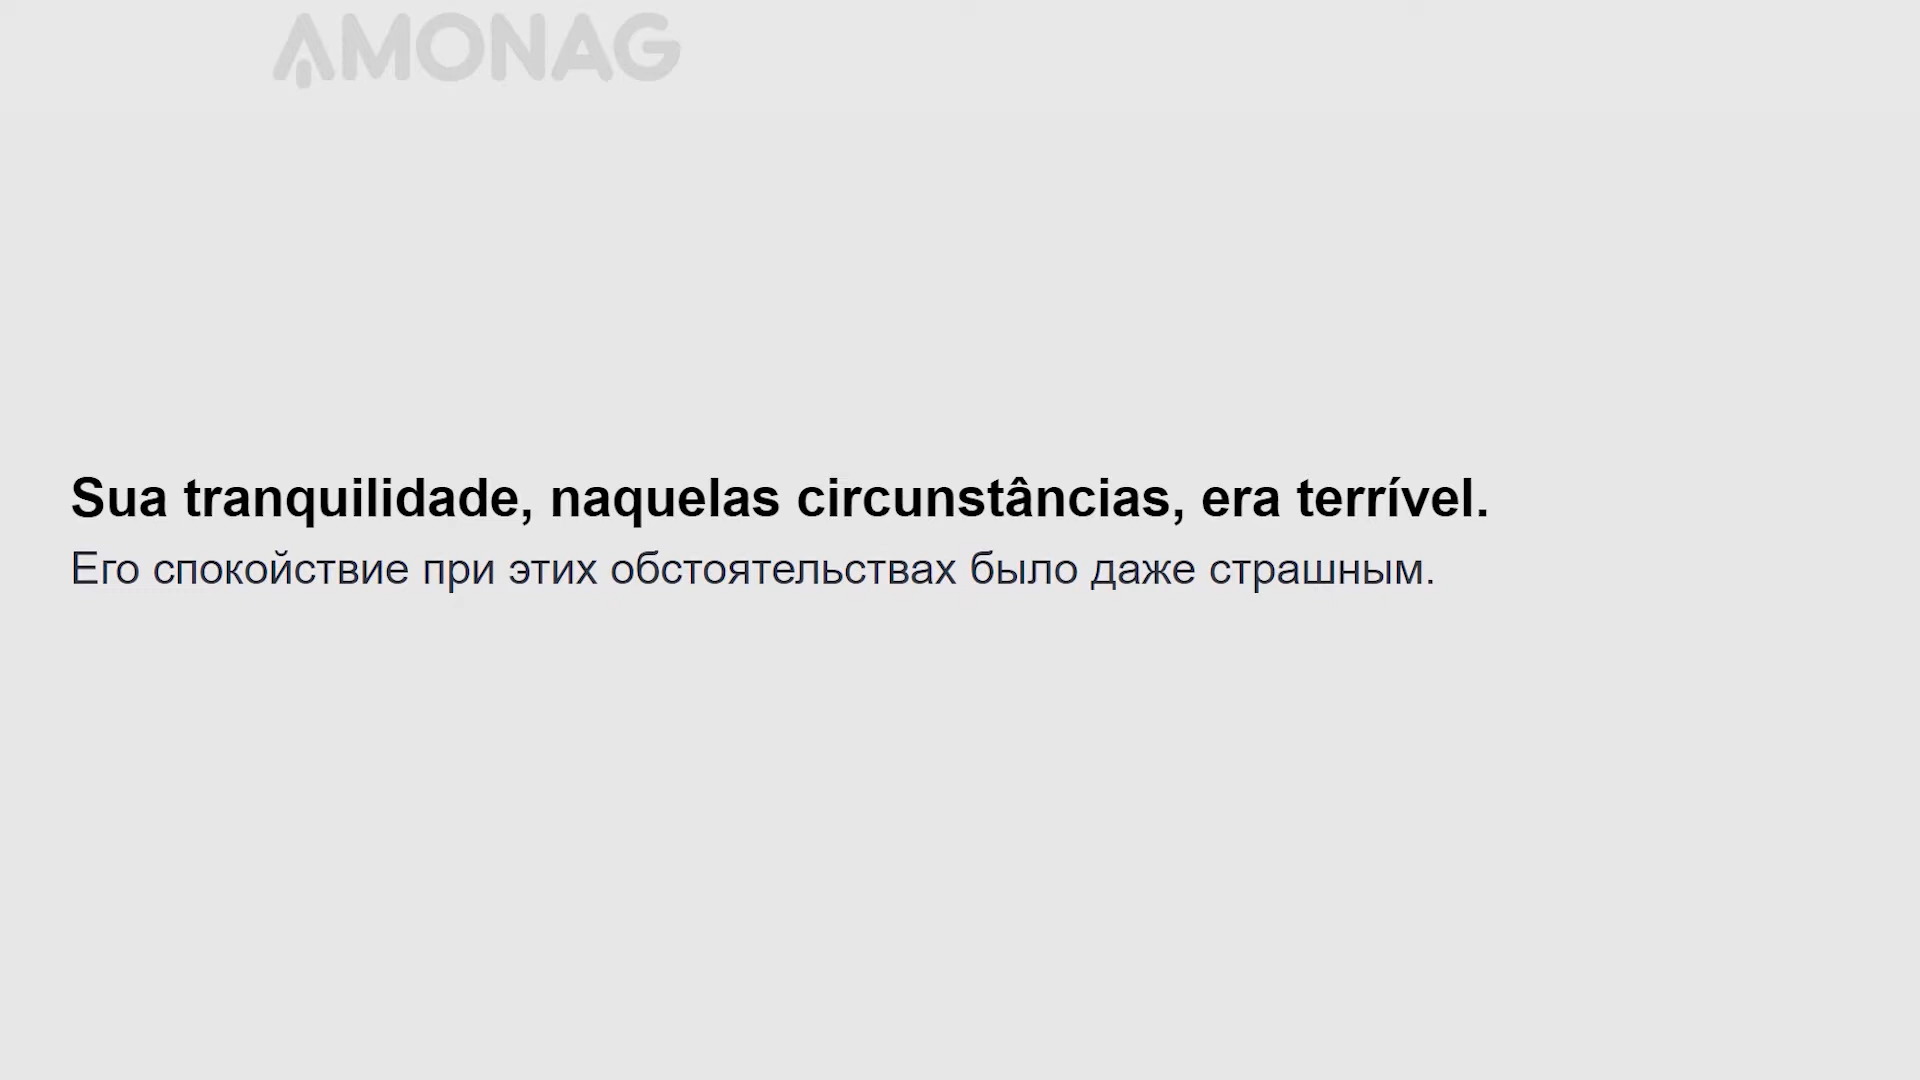 AMONAG
Sua tranquilidade, naquelas circunstâncias, era terrível.
Его спокойствие при этих обстоятельствах было даже страшным.